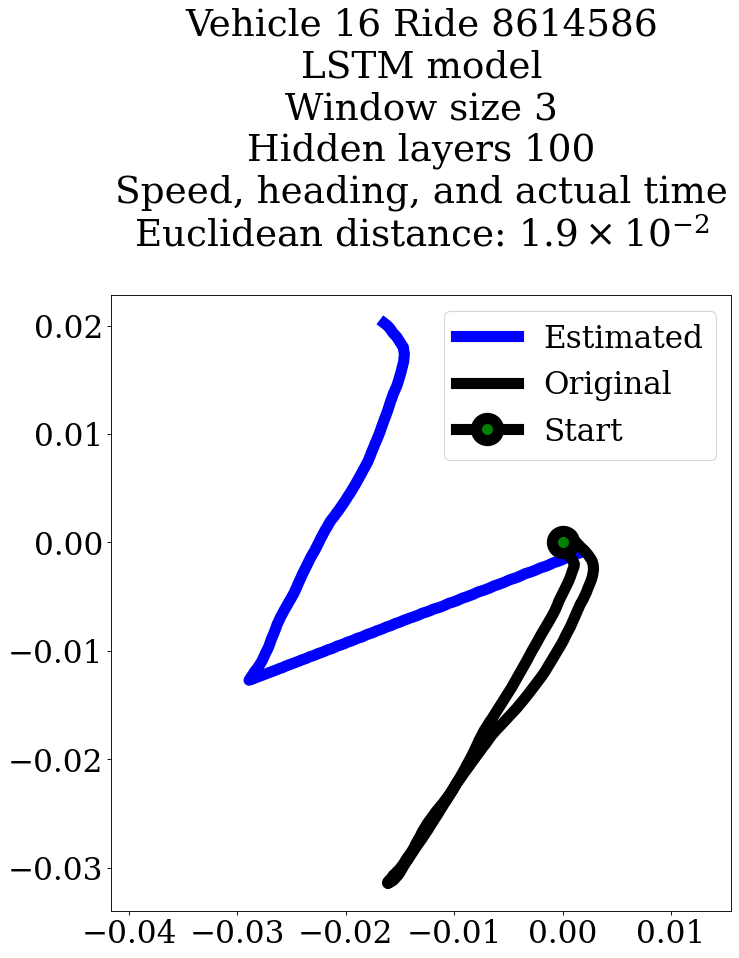 Vehicle 16 Ride 8614586
LSTM model
Window size 3
Hidden layers 100
Speed, heading, and actual time
Euclidean distance: 1.9 × 10⁻²
0.02
0.01
0.00
−0.01
−0.02
−0.03
Estimated
Original
Start
−0.04 −0.03 −0.02 −0.01 0.00 0.01